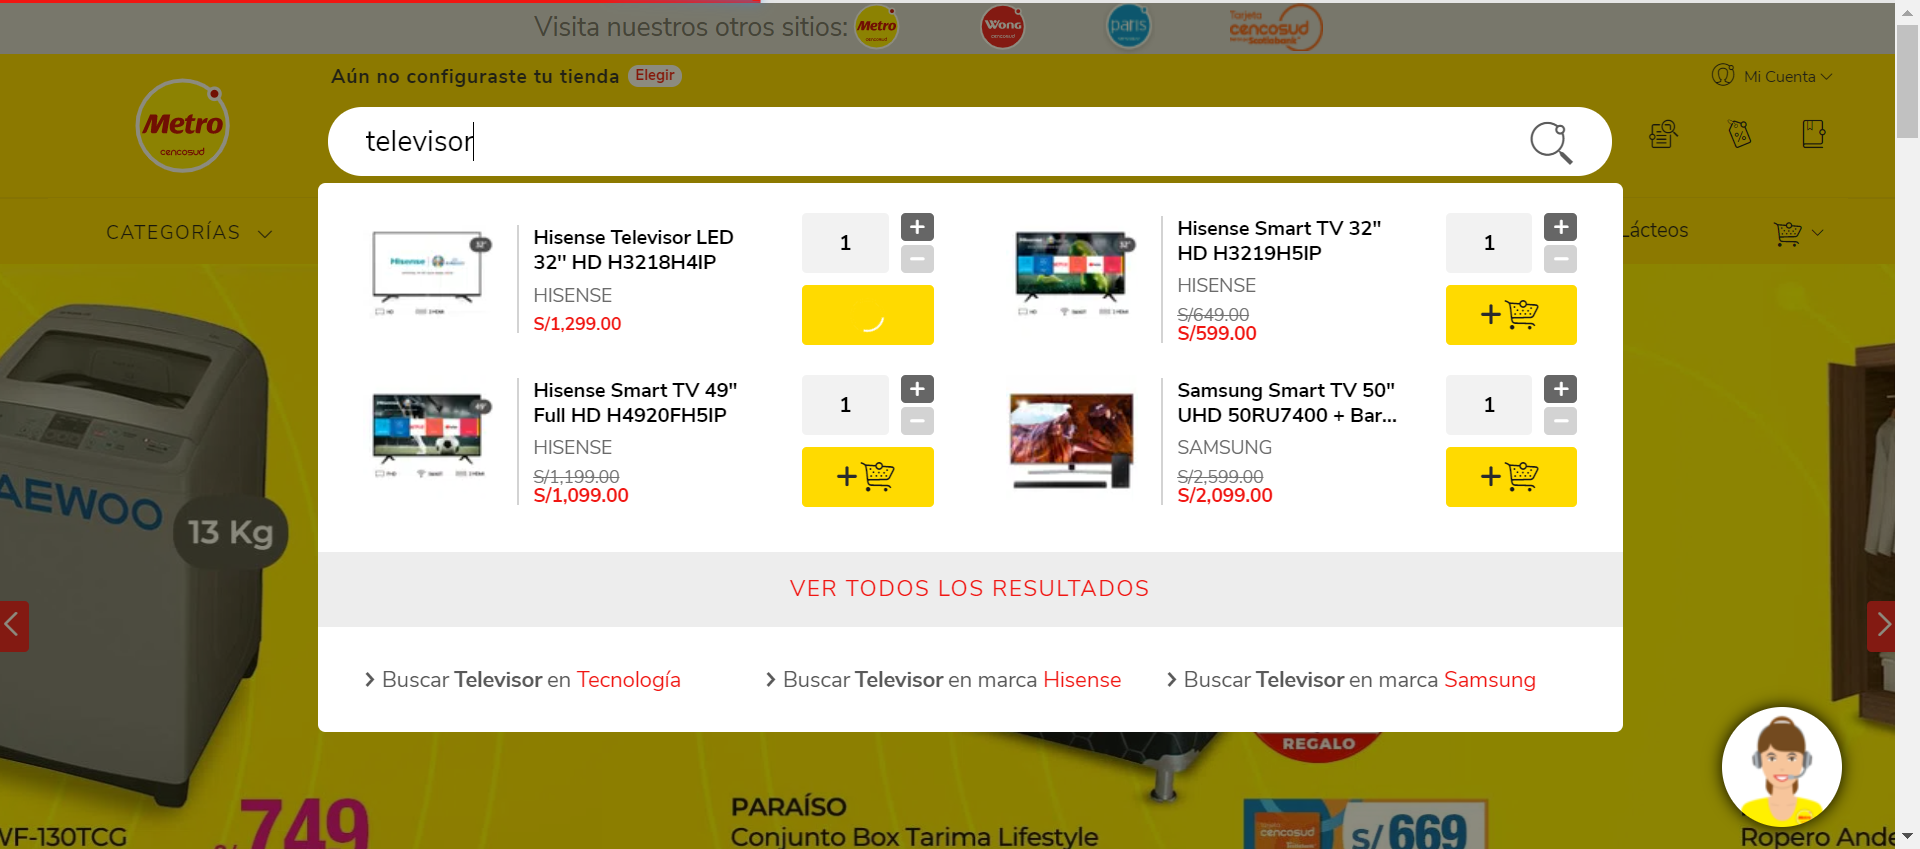 Visita nuestros otros sitios:
Metro
cencosud
Wong
cencosud
paris
cencosud
Tarjeta
cencosud
Scotiabank
Aún no configuraste tu tienda
Elegir
Mi Cuenta
Metro
cencosud
televisor
CATEGORÍAS
Lácteos
32"
Hisense
Hisense Televisor LED
32" HD H3218H4IP
HISENSE
S/1,299.00
1
+
−
32"
Hisense Smart TV 32"
HD H3219H5IP
HISENSE
S/649.00
S/599.00
1
+
−
+
49"
Hisense Smart TV 49"
Full HD H4920FH5IP
HISENSE
S/1,199.00
S/1,099.00
1
+
−
+
Samsung Smart TV 50"
UHD 50RU7400 + Bar...
SAMSUNG
S/2,599.00
S/2,099.00
1
+
−
+
VER TODOS LOS RESULTADOS
Buscar Televisor en Tecnología
Buscar Televisor en marca Hisense
Buscar Televisor en marca Samsung
AEWOO
13 Kg
REGALO
WF-130TCG
749
PARAÍSO
Conjunto Box Tarima Lifestyle
cencosud
S/669
Ropero Ande